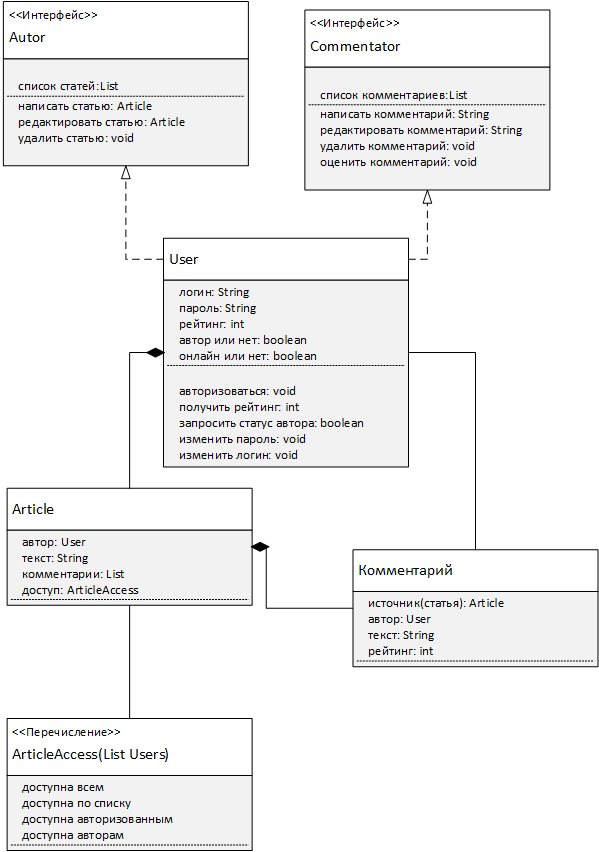 <<Интерфейс>>
Autor
список статей:List
написать статью: Article
редактировать статью: Article
удалить статью: void
<<Интерфейс>>
Commentator
список комментариев:List
написать комментарий: String
редактировать комментарий: String
удалить комментарий: void
оценить комментарий: void
User
логин: String
пароль: String
рейтинг: int
автор или нет: boolean
онлайн или нет: boolean
авторизоваться: void
получить рейтинг: int
запросить статус автора: boolean
изменить пароль: void
изменить логин: void
Article
автор: User
текст: String
комментарии: List
доступ: ArticleAccess
Комментарий
источник(статья): Article
автор: User
текст: String
рейтинг: int
<<Перечисление>>
ArticleAccess(List Users)
доступна всем
доступна по списку
доступна авторизованным
доступна авторам